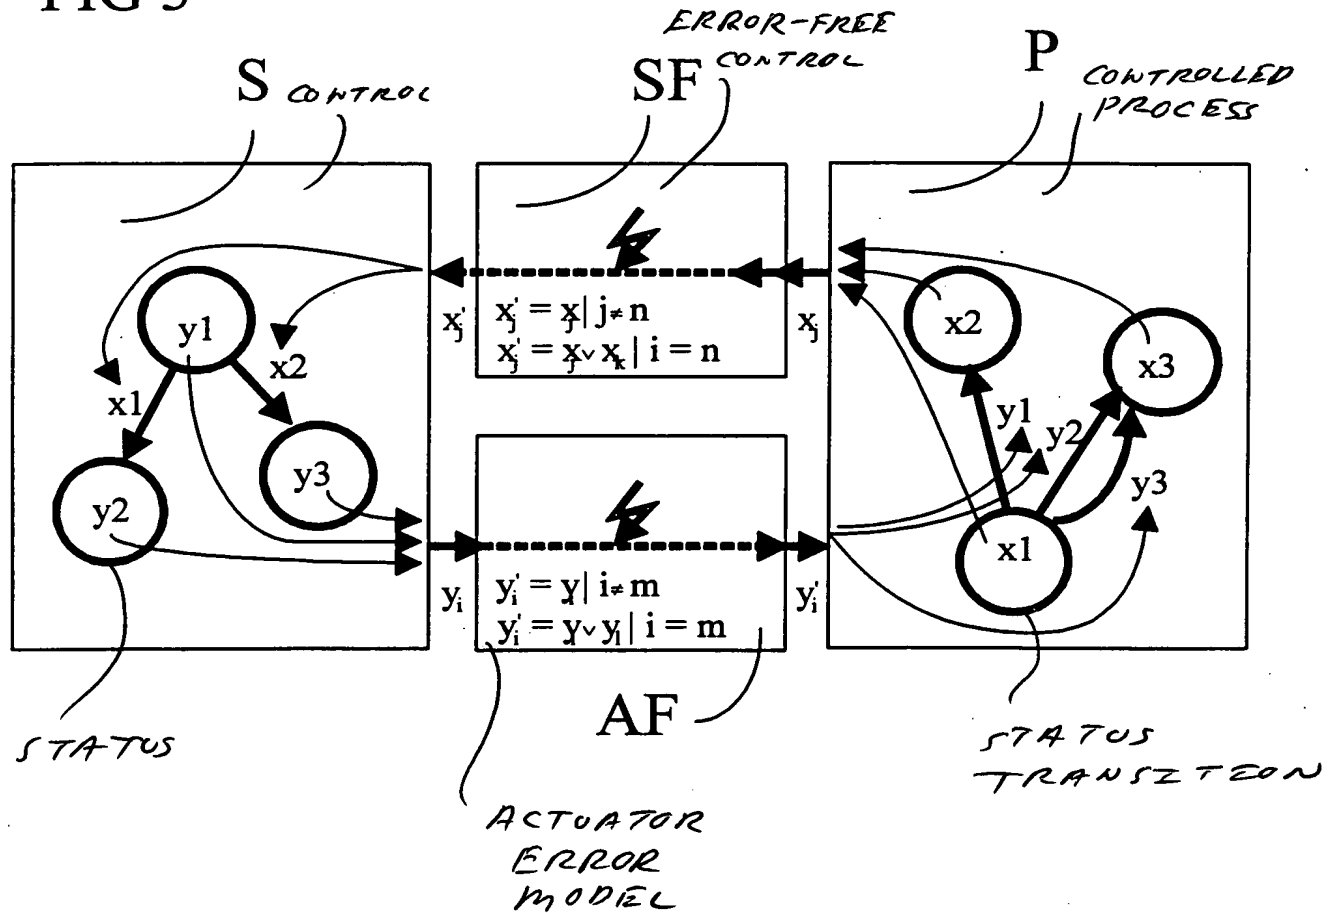 FIG 5
ERROR-FREE
CONTROL
S CONTROL
SF
P
CONTROLLED
PROCESS
y1
x2
x1
y3
y2
x'j
x'j = xj | j≠n
x'j = xj ∨ xk | i = n
xj
x2
x3
y1
y2
y3
x1
yi
y'i = yi | i≠m
y'i = yi ∨ yl | i = m
y'i
STATUS
AF
STATUS
TRANSITION
ACTUATOR
ERROR
MODEL